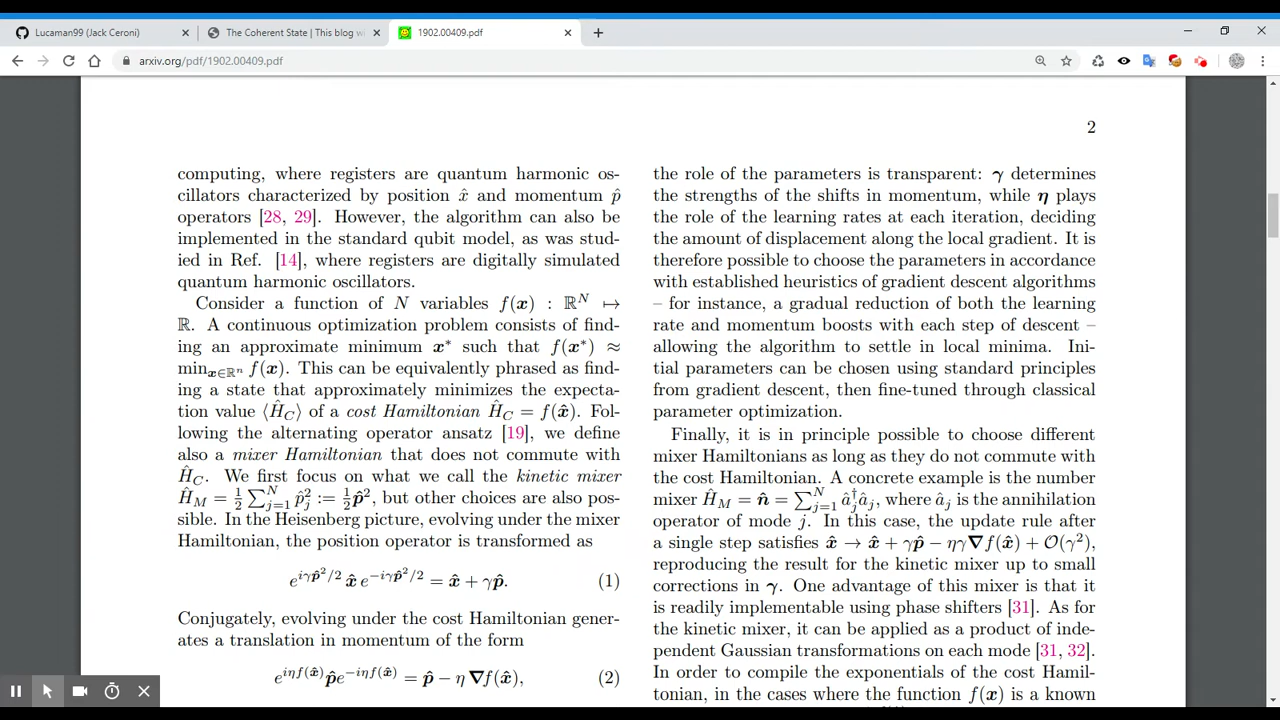 Lucaman99 (Jack Ceroni)
The Coherent State | This blog wi
1902.00409.pdf
arxiv.org/pdf/1902.00409.pdf
2
computing, where registers are quantum harmonic os-
cillators characterized by position x̂ and momentum p̂
operators [28, 29]. However, the algorithm can also be
implemented in the standard qubit model, as was stud-
ied in Ref. [14], where registers are digitally simulated
quantum harmonic oscillators.
Consider a function of N variables f(x) : ℝᴺ ↦
ℝ. A continuous optimization problem consists of find-
ing an approximate minimum x* such that f(x*) ≈
minₓ∈ℝⁿ f(x). This can be equivalently phrased as find-
ing a state that approximately minimizes the expecta-
tion value ⟨Ĥ_C⟩ of a cost Hamiltonian Ĥ_C = f(x̂). Fol-
lowing the alternating operator ansatz [19], we define
also a mixer Hamiltonian that does not commute with
Ĥ_C. We first focus on what we call the kinetic mixer
Ĥ_M = ½ ∑_{j=1}^N p̂_j² := ½p̂², but other choices are also pos-
sible. In the Heisenberg picture, evolving under the mixer
Hamiltonian, the position operator is transformed as
e^{iγp̂²/2} x̂ e^{−iγp̂²/2} = x̂ + γp̂. (1)
Conjugately, evolving under the cost Hamiltonian gener-
ates a translation in momentum of the form
e^{iηf(x̂)} p̂e^{−iηf(x̂)} = p̂ − η ∇f(x̂), (2)
the role of the parameters is transparent: γ determines
the strengths of the shifts in momentum, while η plays
the role of the learning rates at each iteration, deciding
the amount of displacement along the local gradient. It is
therefore possible to choose the parameters in accordance
with established heuristics of gradient descent algorithms
– for instance, a gradual reduction of both the learning
rate and momentum boosts with each step of descent –
allowing the algorithm to settle in local minima. Ini-
tial parameters can be chosen using standard principles
from gradient descent, then fine-tuned through classical
parameter optimization.
Finally, it is in principle possible to choose different
mixer Hamiltonians as long as they do not commute with
the cost Hamiltonian. A concrete example is the number
mixer Ĥ_M = n̂ = ∑_{j=1}^N â_j†â_j, where â_j is the annihilation
operator of mode j. In this case, the update rule after
a single step satisfies x̂ → x̂ + γp̂ − ηγ∇f(x̂) + O(γ²),
reproducing the result for the kinetic mixer up to small
corrections in γ. One advantage of this mixer is that it
is readily implementable using phase shifters [31]. As for
the kinetic mixer, it can be applied as a product of inde-
pendent Gaussian transformations on each mode [31, 32].
In order to compile the exponentials of the cost Hamil-
tonian, in the cases where the function f(x) is a known